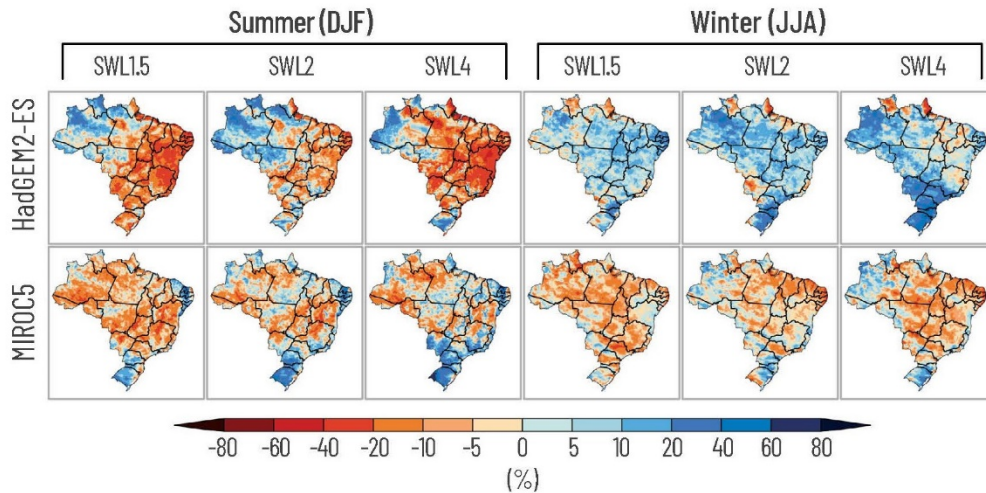 Summer (DJF) Winter (JJA)
SWL1.5 SWL2 SWL4 SWL1.5 SWL2 SWL4
HadGEM2-ES
MIROC5
-80 -60 -40 -20 -10 -5 0 5 10 20 40 60 80
(%)